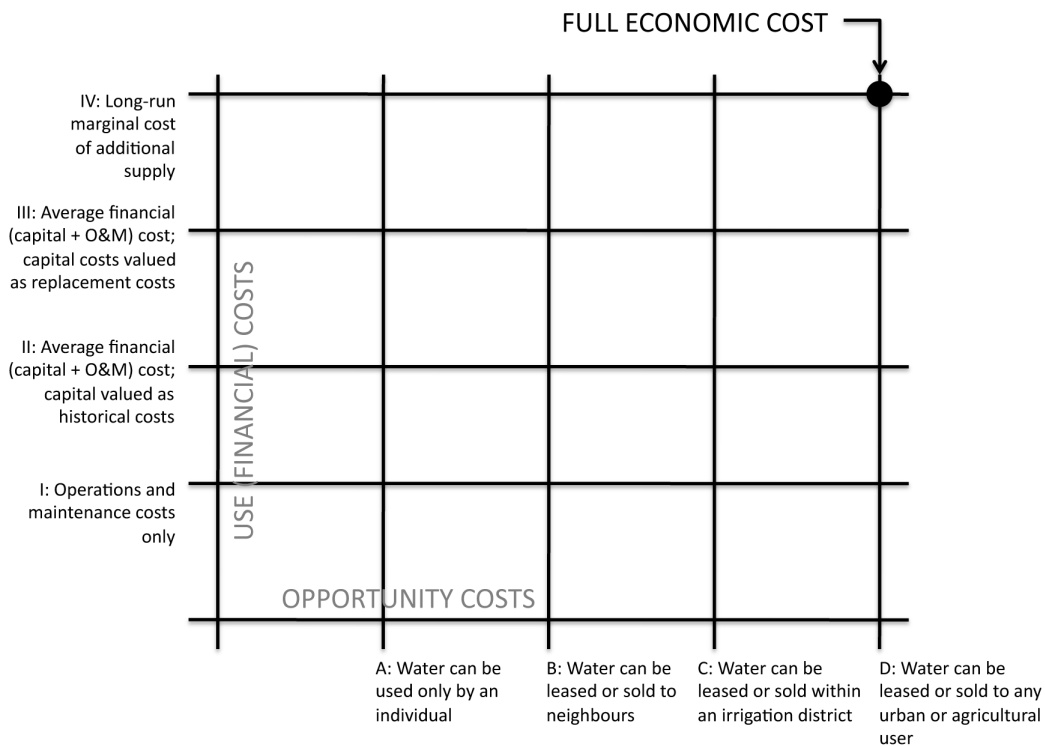 FULL ECONOMIC COST
IV: Long-run
marginal cost
of additional
supply
III: Average financial
(capital + O&M) cost;
capital costs valued
as replacement costs
II: Average financial
(capital + O&M) cost;
capital valued as
historical costs
I: Operations and
maintenance costs
only
USE (FINANCIAL) COSTS
OPPORTUNITY COSTS
A: Water can be
used only by an
individual
B: Water can be
leased or sold to
neighbours
C: Water can be
leased or sold within
an irrigation district
D: Water can be
leased or sold to any
urban or agricultural
user